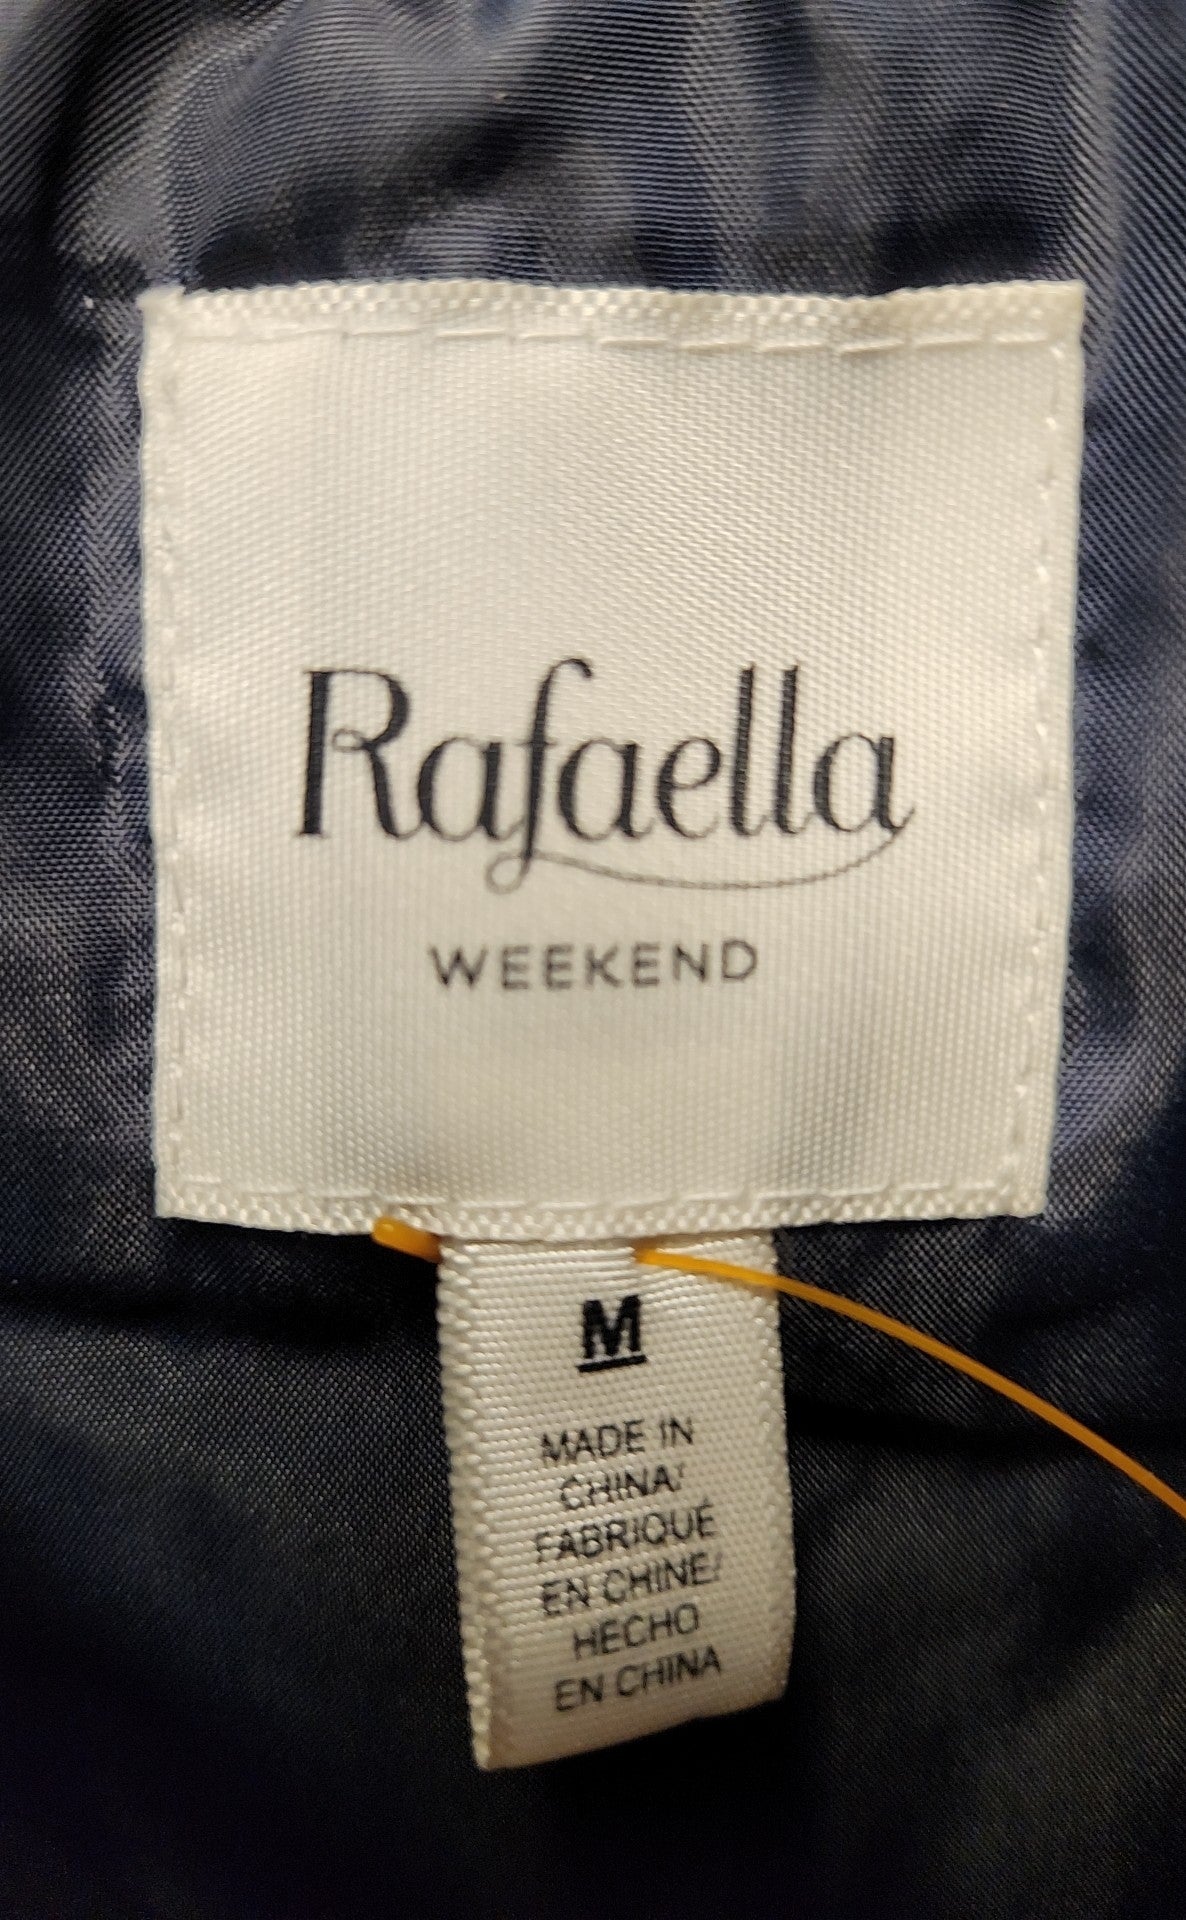 Rafaella
WEEKEND
M
MADE IN
CHINA/
FABRIQUÉ
EN CHINE/
HECHO
EN CHINA